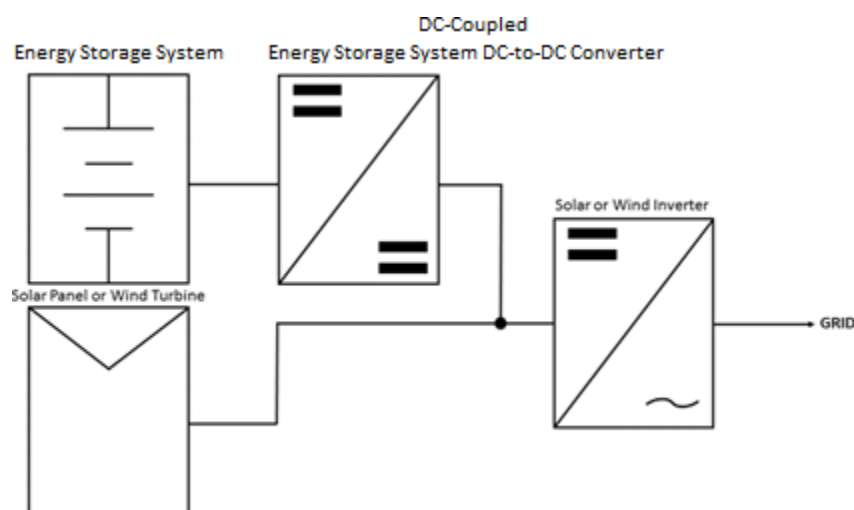 DC-Coupled
Energy Storage System
Energy Storage System DC-to-DC Converter
Solar or Wind Inverter
Solar Panel or Wind Turbine
GRID